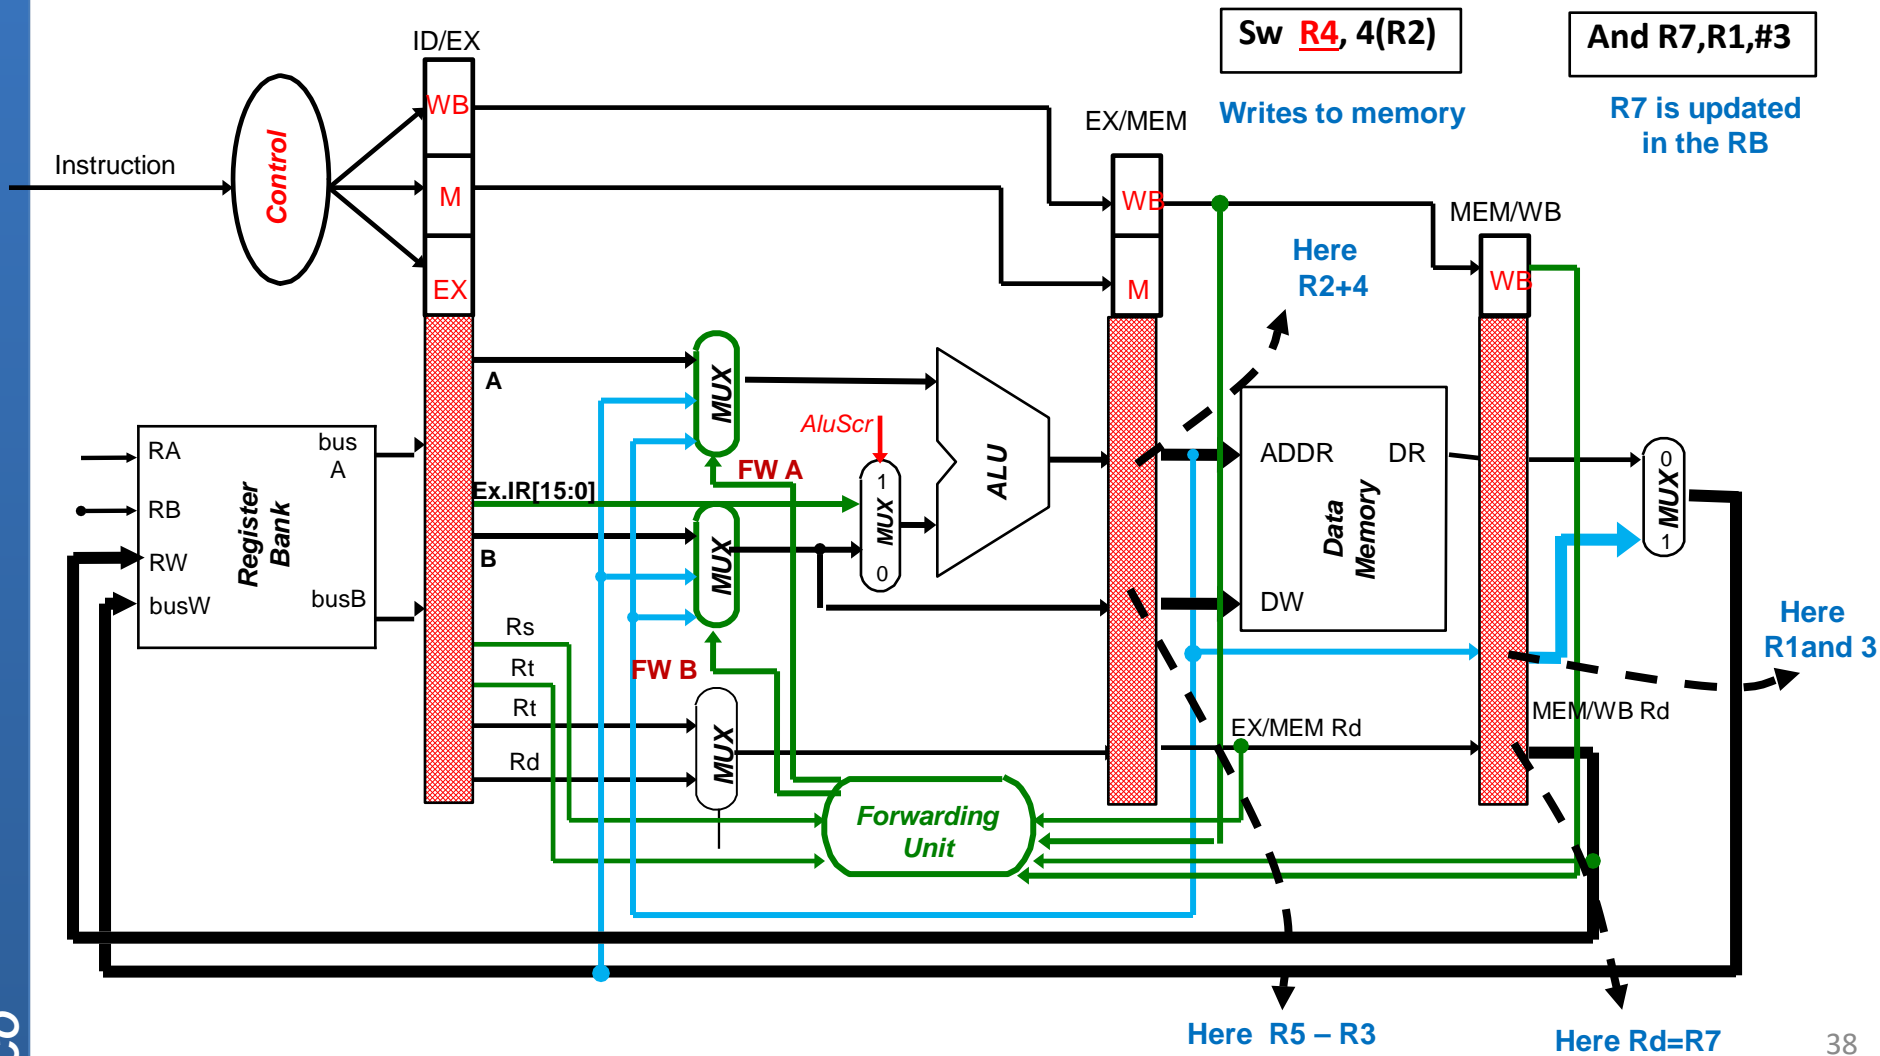 Sw R4, 4(R2)
And R7,R1,#3
Writes to memory
R7 is updated
in the RB
ID/EX
WB
M
EX
Instruction
Control
EX/MEM
WB
M
MEM/WB
WB
Here
R2+4
A
MUX
AluScr
FW A
Ex.IR[15:0]
B
MUX
1
MUX
0
ALU
RA
RB
RW
busW
bus
A
busB
Register
Bank
ADDR
DR
DW
Data
Memory
0
MUX
1
Here
R1and 3
Rs
Rt
Rt
Rd
FW B
MUX
EX/MEM Rd
MEM/WB Rd
Forwarding
Unit
Here R5 – R3
Here Rd=R7
38